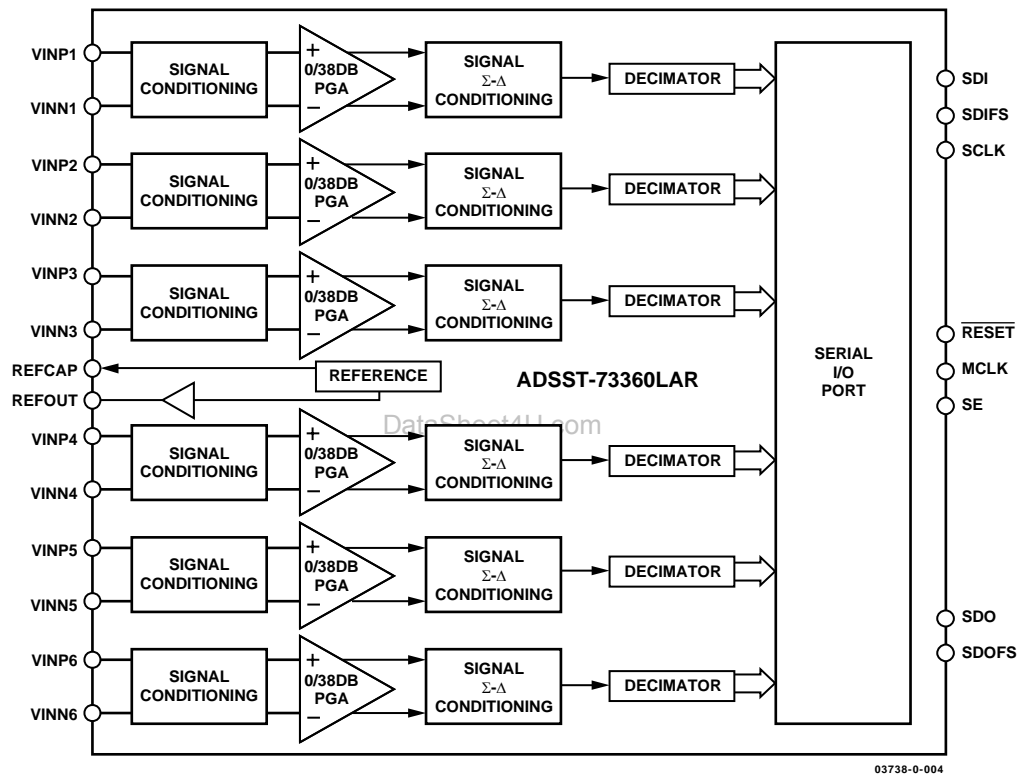 VINP1
VINN1
SIGNAL
CONDITIONING
+
0/38DB
PGA
−
SIGNAL
Σ-Δ
CONDITIONING
DECIMATOR
VINP2
VINN2
SIGNAL
CONDITIONING
+
0/38DB
PGA
−
SIGNAL
Σ-Δ
CONDITIONING
DECIMATOR
VINP3
VINN3
SIGNAL
CONDITIONING
+
0/38DB
PGA
−
SIGNAL
Σ-Δ
CONDITIONING
DECIMATOR
REFCAP
REFOUT
REFERENCE
ADSST-73360LAR
DataSheet4U.com
VINP4
VINN4
SIGNAL
CONDITIONING
+
0/38DB
PGA
−
SIGNAL
Σ-Δ
CONDITIONING
DECIMATOR
VINP5
VINN5
SIGNAL
CONDITIONING
+
0/38DB
PGA
−
SIGNAL
Σ-Δ
CONDITIONING
DECIMATOR
VINP6
VINN6
SIGNAL
CONDITIONING
+
0/38DB
PGA
−
SIGNAL
Σ-Δ
CONDITIONING
DECIMATOR
SERIAL
I/O
PORT
SDI
SDIFS
SCLK
RESET
MCLK
SE
SDO
SDOFS
03738-0-004